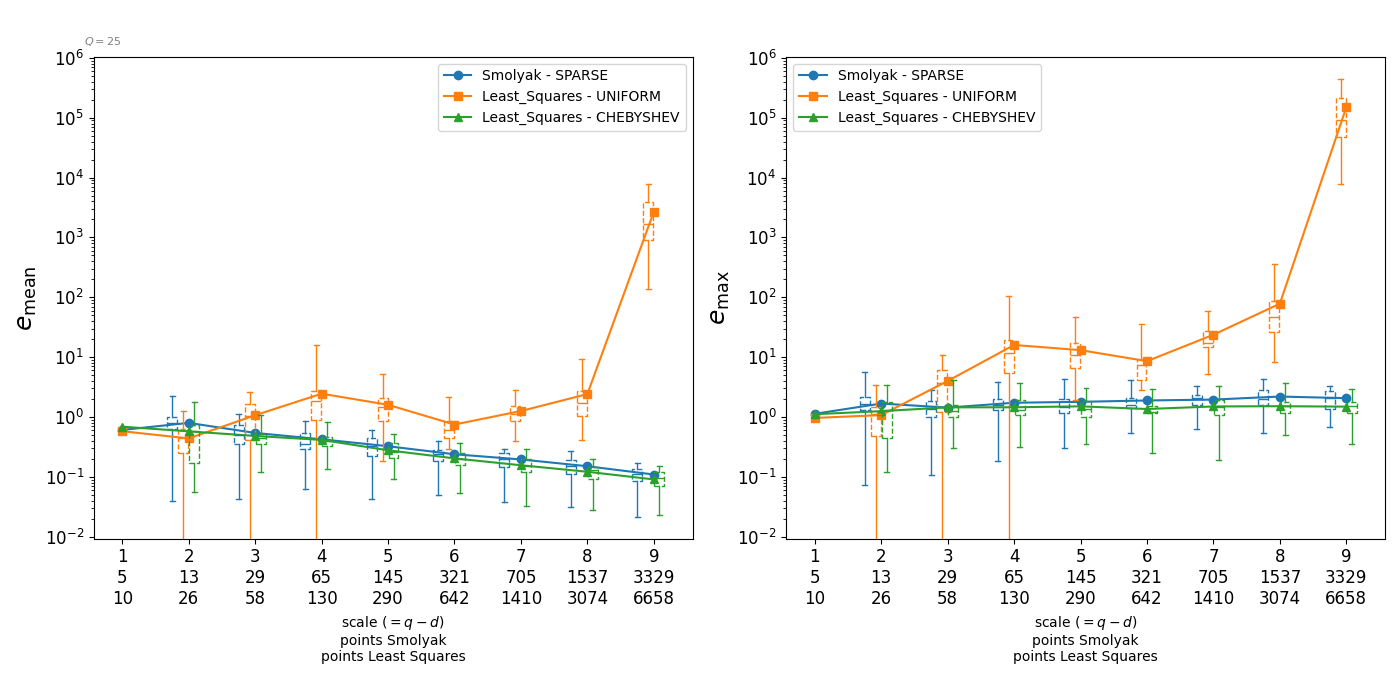 Q = 25
10^6
10^5
10^4
10^3
10^2
10^1
10^0
10^−1
10^−2
e_mean
Smolyak - SPARSE
Least_Squares - UNIFORM
Least_Squares - CHEBYSHEV
1 2 3 4 5 6 7 8 9
5 13 29 65 145 321 705 1537 3329
10 26 58 130 290 642 1410 3074 6658
scale (= q − d)
points Smolyak
points Least Squares
10^6
10^5
10^4
10^3
10^2
10^1
10^0
10^−1
10^−2
e_max
Smolyak - SPARSE
Least_Squares - UNIFORM
Least_Squares - CHEBYSHEV
1 2 3 4 5 6 7 8 9
5 13 29 65 145 321 705 1537 3329
10 26 58 130 290 642 1410 3074 6658
scale (= q − d)
points Smolyak
points Least Squares